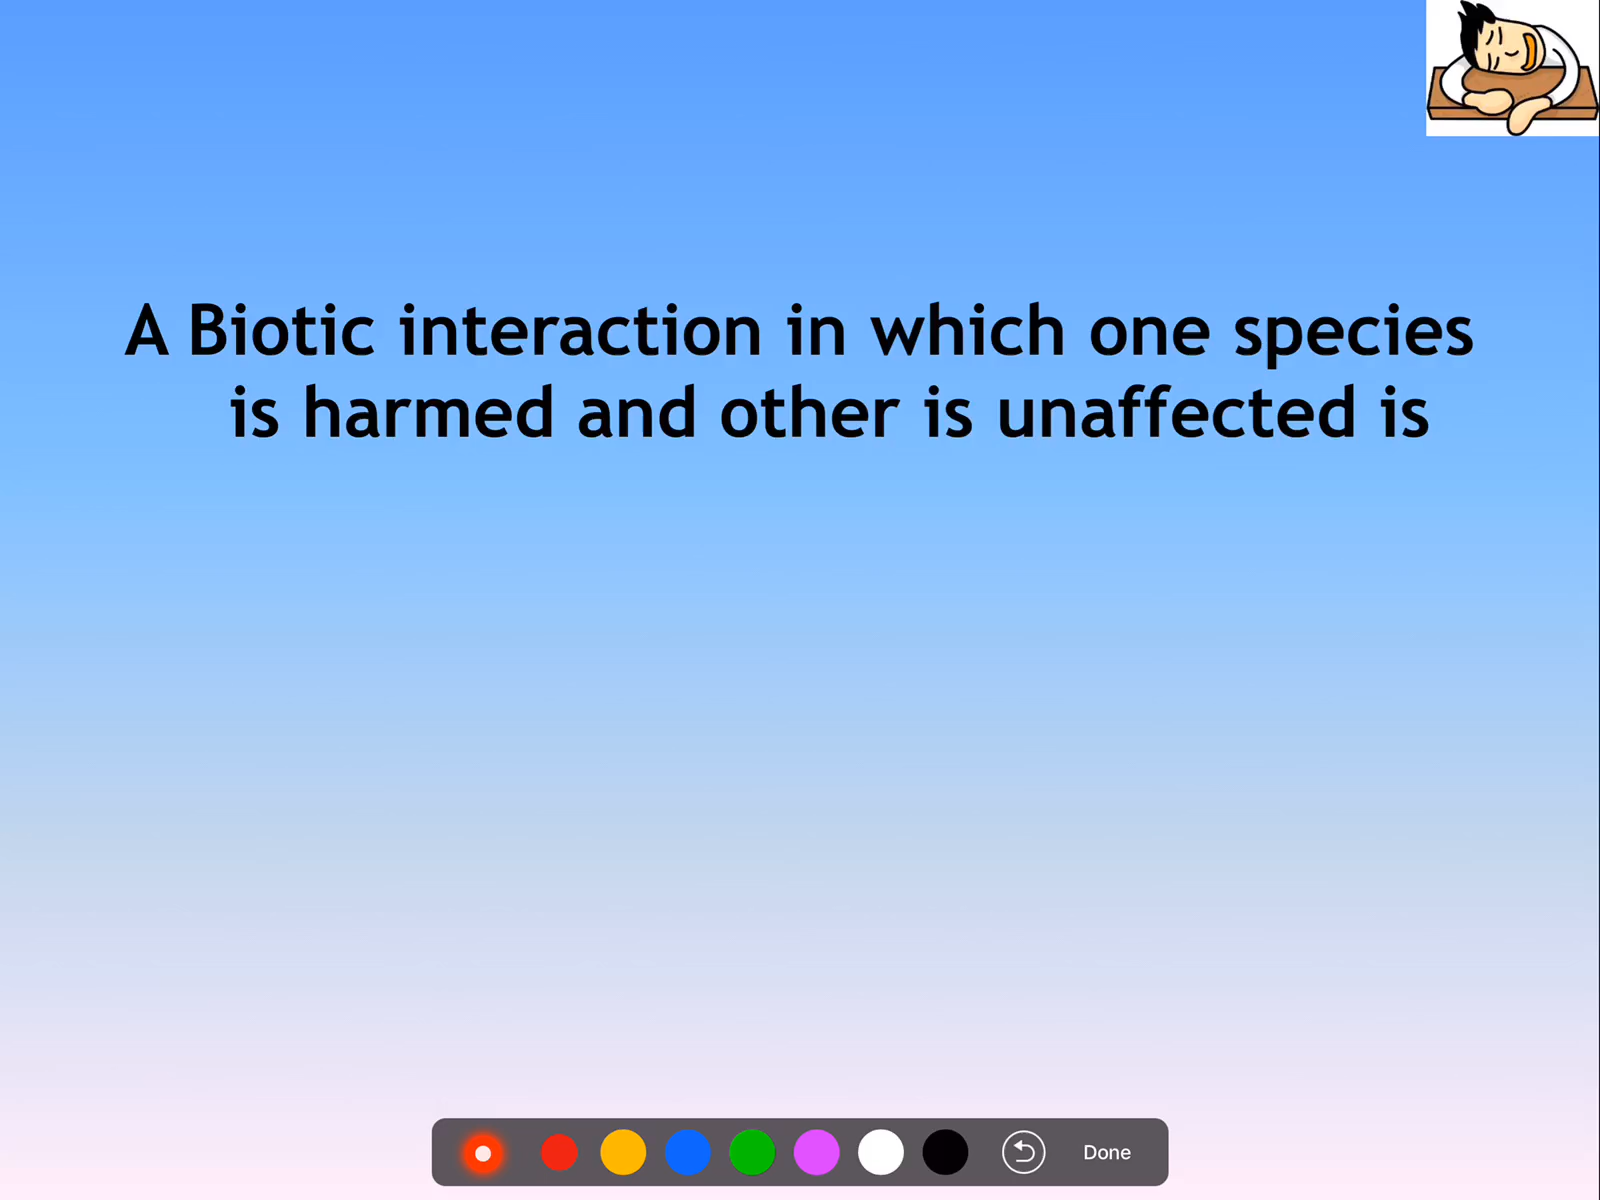 A Biotic interaction in which one species
is harmed and other is unaffected is
Done